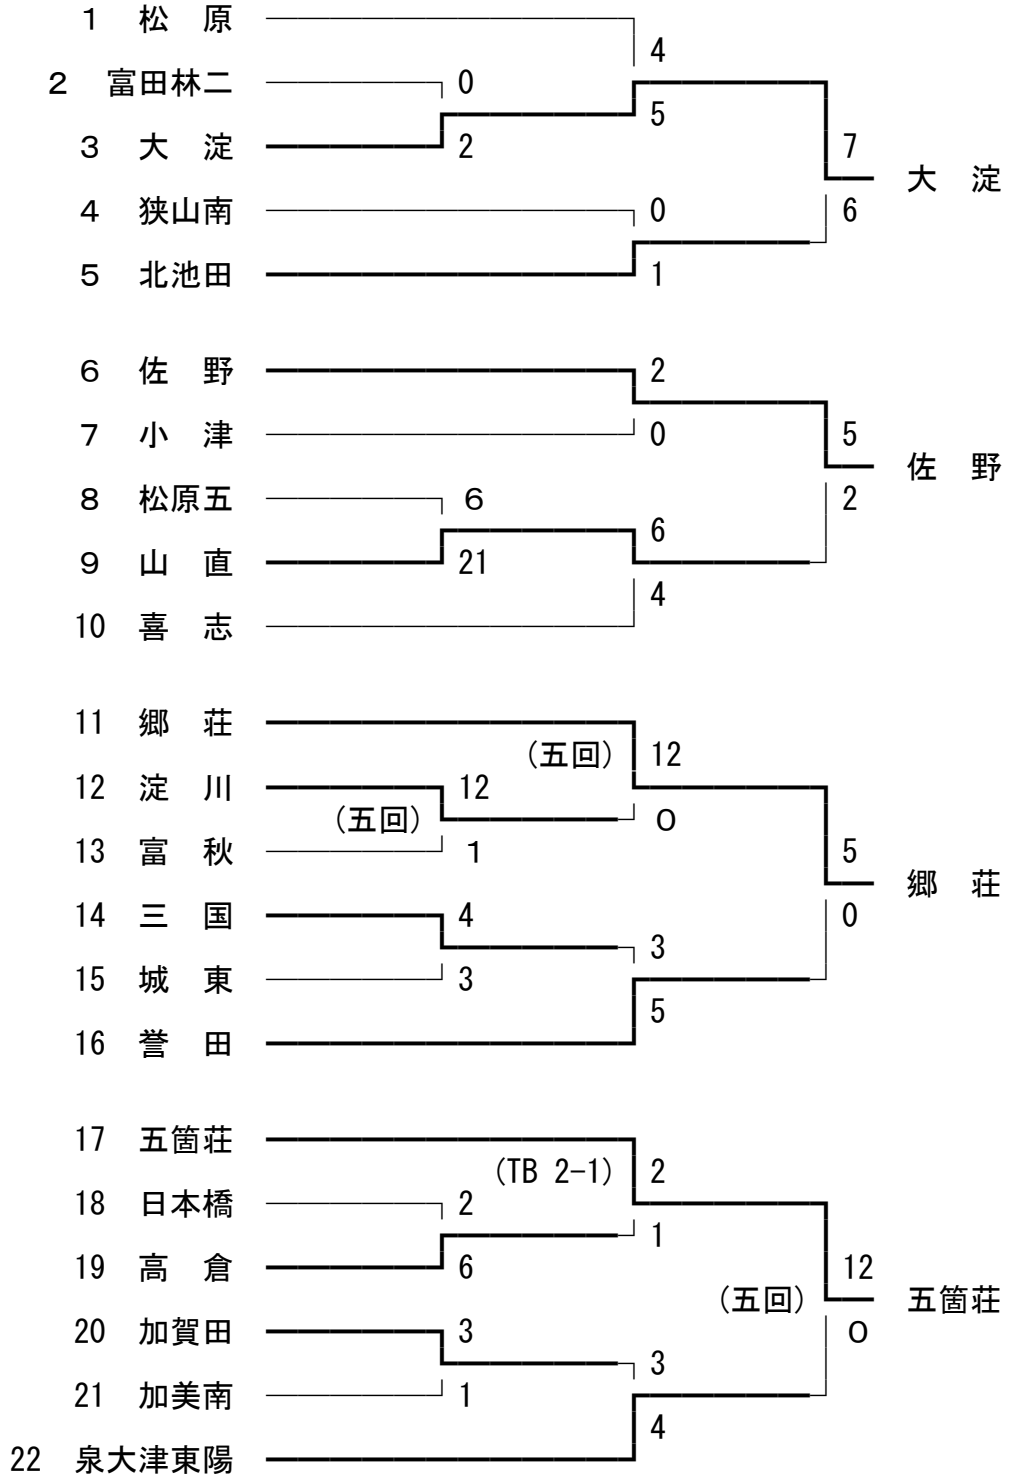 1 松 原
4
2 富田林二 0
5
3 大 淀 2 7
大 淀
4 狭山南 0 6
5 北池田 1
6 佐 野 2
7 小 津 0 5
佐 野
8 松原五 6 2
6
9 山 直 21
4
10 喜 志
11 郷 荘
(五回) 12
12 淀 川 12
(五回) 0
13 富 秋 1 5
郷 荘
14 三 国 4 0
3
15 城 東 3
5
16 誉 田
17 五箇荘
(TB 2-1) 2
18 日本橋 2
1
19 高 倉 6 12
(五回) 五箇荘
20 加賀田 3 0
3
21 加美南 1
4
22 泉大津東陽